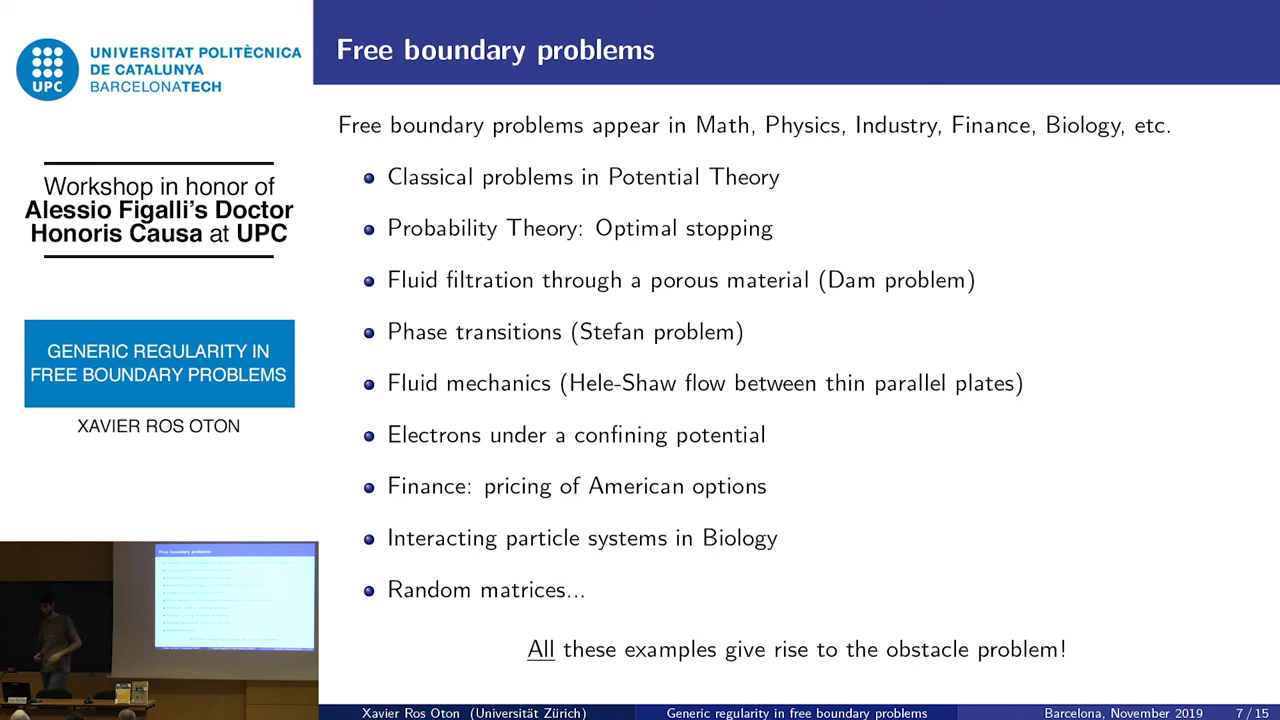 UNIVERSITAT POLITÈCNICA
DE CATALUNYA
BARCELONATECH
UPC
Workshop in honor of
Alessio Figalli's Doctor
Honoris Causa at UPC
GENERIC REGULARITY IN
FREE BOUNDARY PROBLEMS
XAVIER ROS OTON
Free boundary problems
Free boundary problems appear in Math, Physics, Industry, Finance, Biology, etc.
Classical problems in Potential Theory
Probability Theory: Optimal stopping
Fluid filtration through a porous material (Dam problem)
Phase transitions (Stefan problem)
Fluid mechanics (Hele-Shaw flow between thin parallel plates)
Electrons under a confining potential
Finance: pricing of American options
Interacting particle systems in Biology
Random matrices...
All these examples give rise to the obstacle problem!
Free boundary problems
Xavier Ros Oton (Universität Zürich) Generic regularity in free boundary problems Barcelona, November 2019 7 / 15